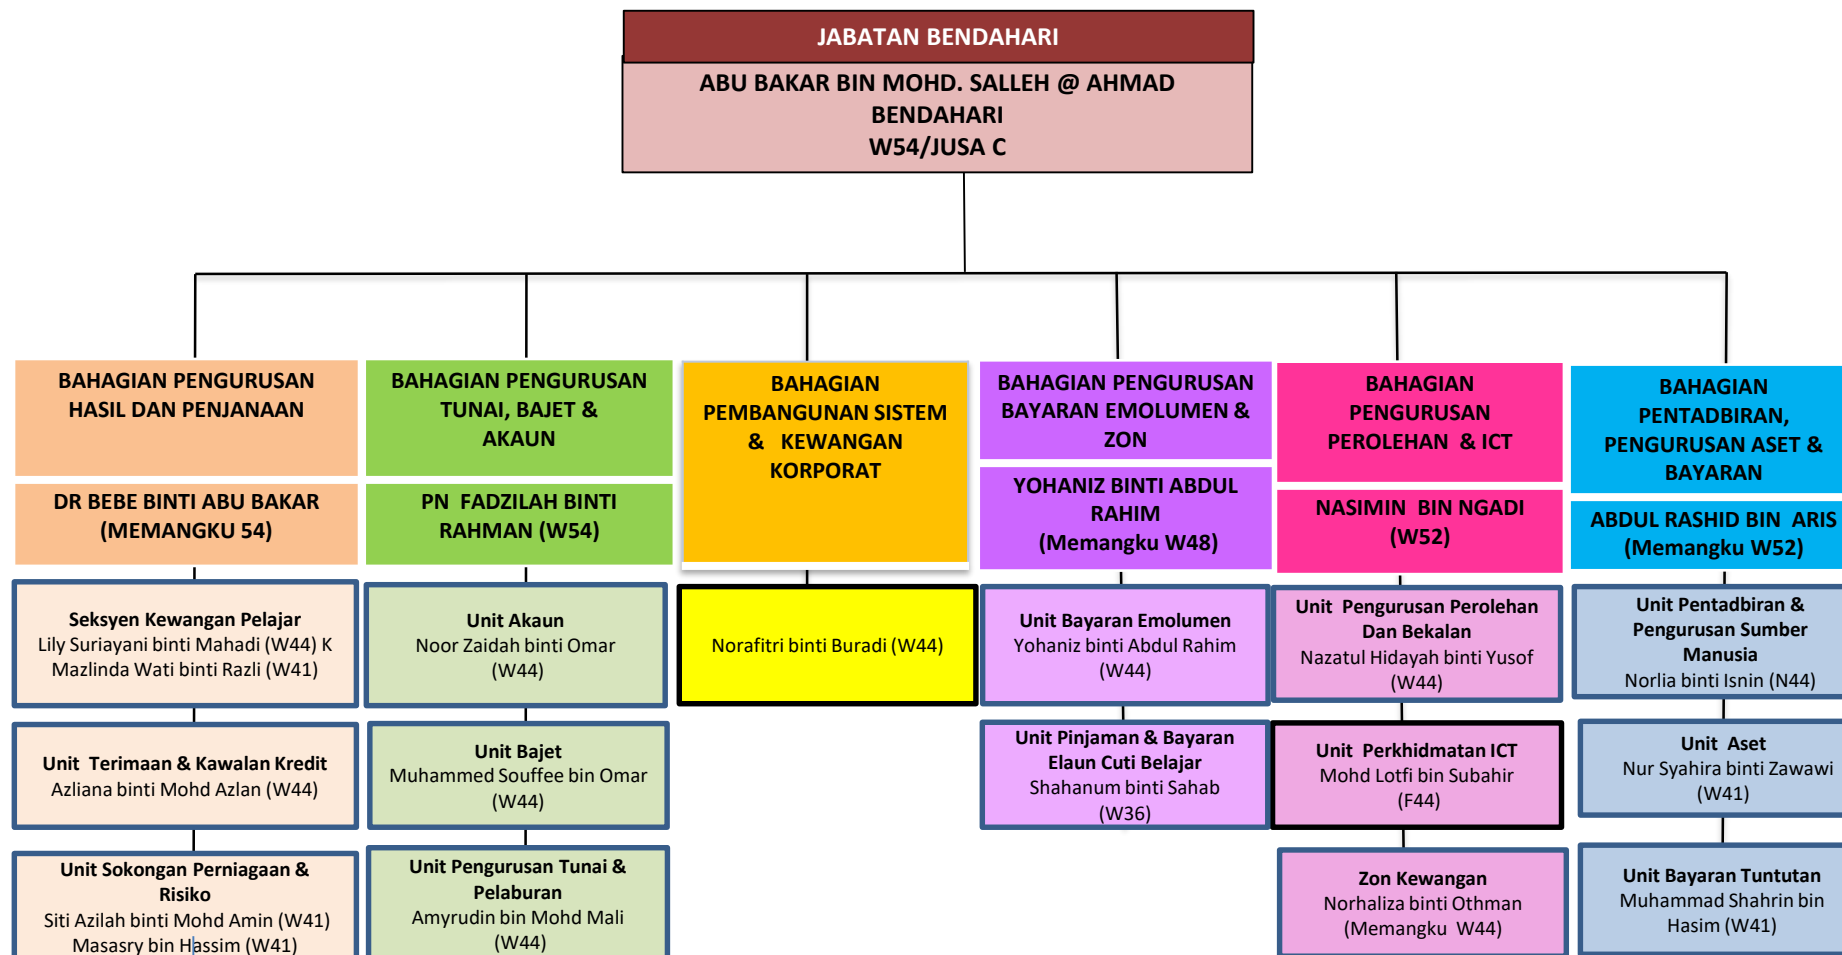 JABATAN BENDAHARI
ABU BAKAR BIN MOHD. SALLEH @ AHMAD
BENDAHARI
W54/JUSA C
BAHAGIAN PENGURUSAN
HASIL DAN PENJANAAN
DR BEBE BINTI ABU BAKAR
(MEMANGKU 54)
Seksyen Kewangan Pelajar
Lily Suriayani binti Mahadi (W44) K
Mazlinda Wati binti Razli (W41)
Unit Terimaan & Kawalan Kredit
Azliana binti Mohd Azlan (W44)
Unit Sokongan Perniagaan &
Risiko
Siti Azilah binti Mohd Amin (W41)
Masasry bin Hassim (W41)
BAHAGIAN PENGURUSAN
TUNAI, BAJET &
AKAUN
PN FADZILAH BINTI
RAHMAN (W54)
Unit Akaun
Noor Zaidah binti Omar
(W44)
Unit Bajet
Muhammed Souffee bin Omar
(W44)
Unit Pengurusan Tunai &
Pelaburan
Amyrudin bin Mohd Mali
(W44)
BAHAGIAN
PEMBANGUNAN SISTEM
& KEWANGAN
KORPORAT
Norafitri binti Buradi (W44)
BAHAGIAN PENGURUSAN
BAYARAN EMOLUMEN &
ZON
YOHANIZ BINTI ABDUL
RAHIM
(Memangku W48)
Unit Bayaran Emolumen
Yohaniz binti Abdul Rahim
(W44)
Unit Pinjaman & Bayaran
Elaun Cuti Belajar
Shahanum binti Sahab
(W36)
BAHAGIAN
PENGURUSAN
PEROLEHAN & ICT
NASIMIN BIN NGADI
(W52)
Unit Pengurusan Perolehan
Dan Bekalan
Nazatul Hidayah binti Yusof
(W44)
Unit Perkhidmatan ICT
Mohd Lotfi bin Subahir
(F44)
Zon Kewangan
Norhaliza binti Othman
(Memangku W44)
BAHAGIAN
PENTADBIRAN,
PENGURUSAN ASET &
BAYARAN
ABDUL RASHID BIN ARIS
(Memangku W52)
Unit Pentadbiran &
Pengurusan Sumber
Manusia
Norlia binti Isnin (N44)
Unit Aset
Nur Syahira binti Zawawi
(W41)
Unit Bayaran Tuntutan
Muhammad Shahrin bin
Hasim (W41)